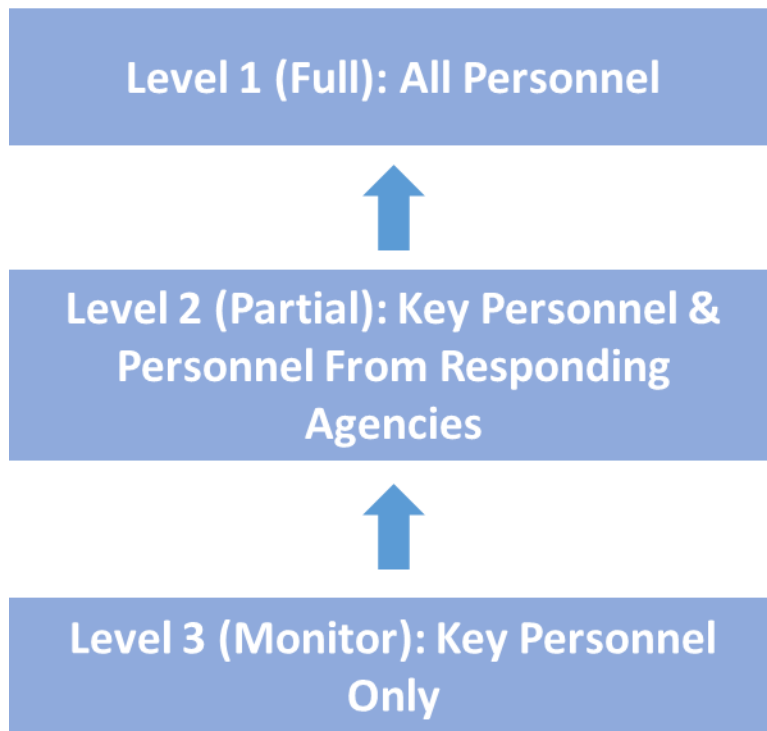 Level 1 (Full): All Personnel
Level 2 (Partial): Key Personnel &
Personnel From Responding
Agencies
Level 3 (Monitor): Key Personnel
Only